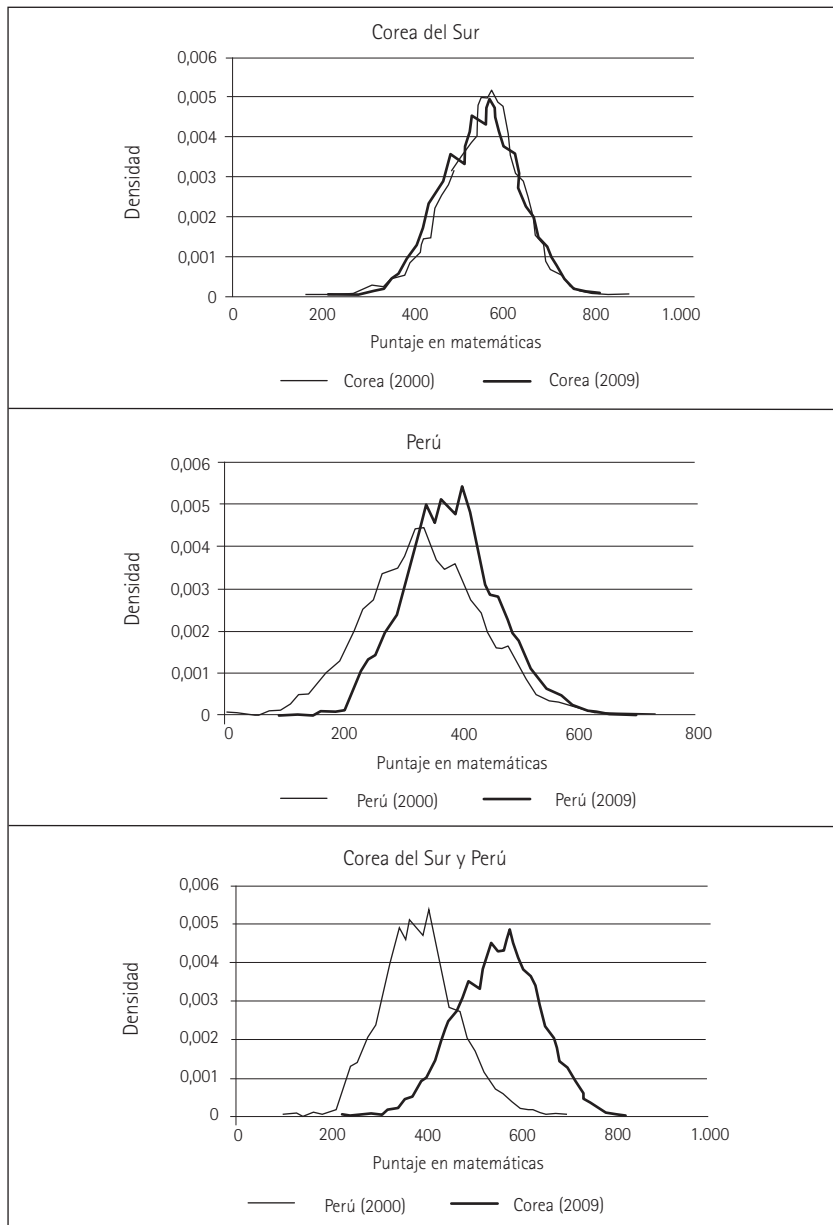 Corea del Sur
0,006
0,005
0,004
0,003
0,002
0,001
0
Densidad
0 200 400 600 800 1.000
Puntaje en matemáticas
Corea (2000) Corea (2009)
Perú
0,006
0,005
0,004
0,003
0,002
0,001
0
Densidad
0 200 400 600 800
Puntaje en matemáticas
Perú (2000) Perú (2009)
Corea del Sur y Perú
0,006
0,005
0,004
0,003
0,002
0,001
0
Densidad
0 200 400 600 800 1.000
Puntaje en matemáticas
Perú (2000) Corea (2009)